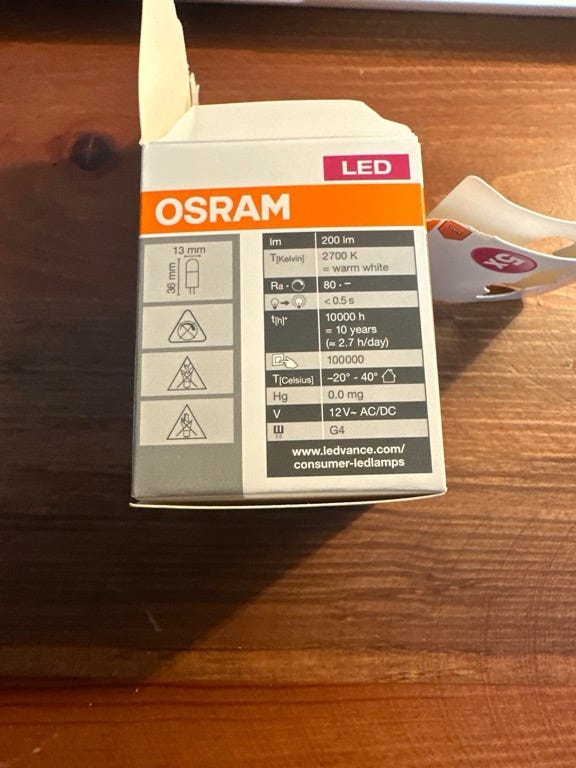 LED
OSRAM
13 mm
36 mm
lm 200 lm
T[Kelvin] 2700 K
= warm white
Ra · 80 · –
< 0.5 s
t[h]* 10000 h
= 10 years
(≈ 2.7 h/day)
100000
T[Celsius] –20° - 40°
Hg 0.0 mg
V 12 V~ AC/DC
G4
www.ledvance.com/
consumer-ledlamps
5x